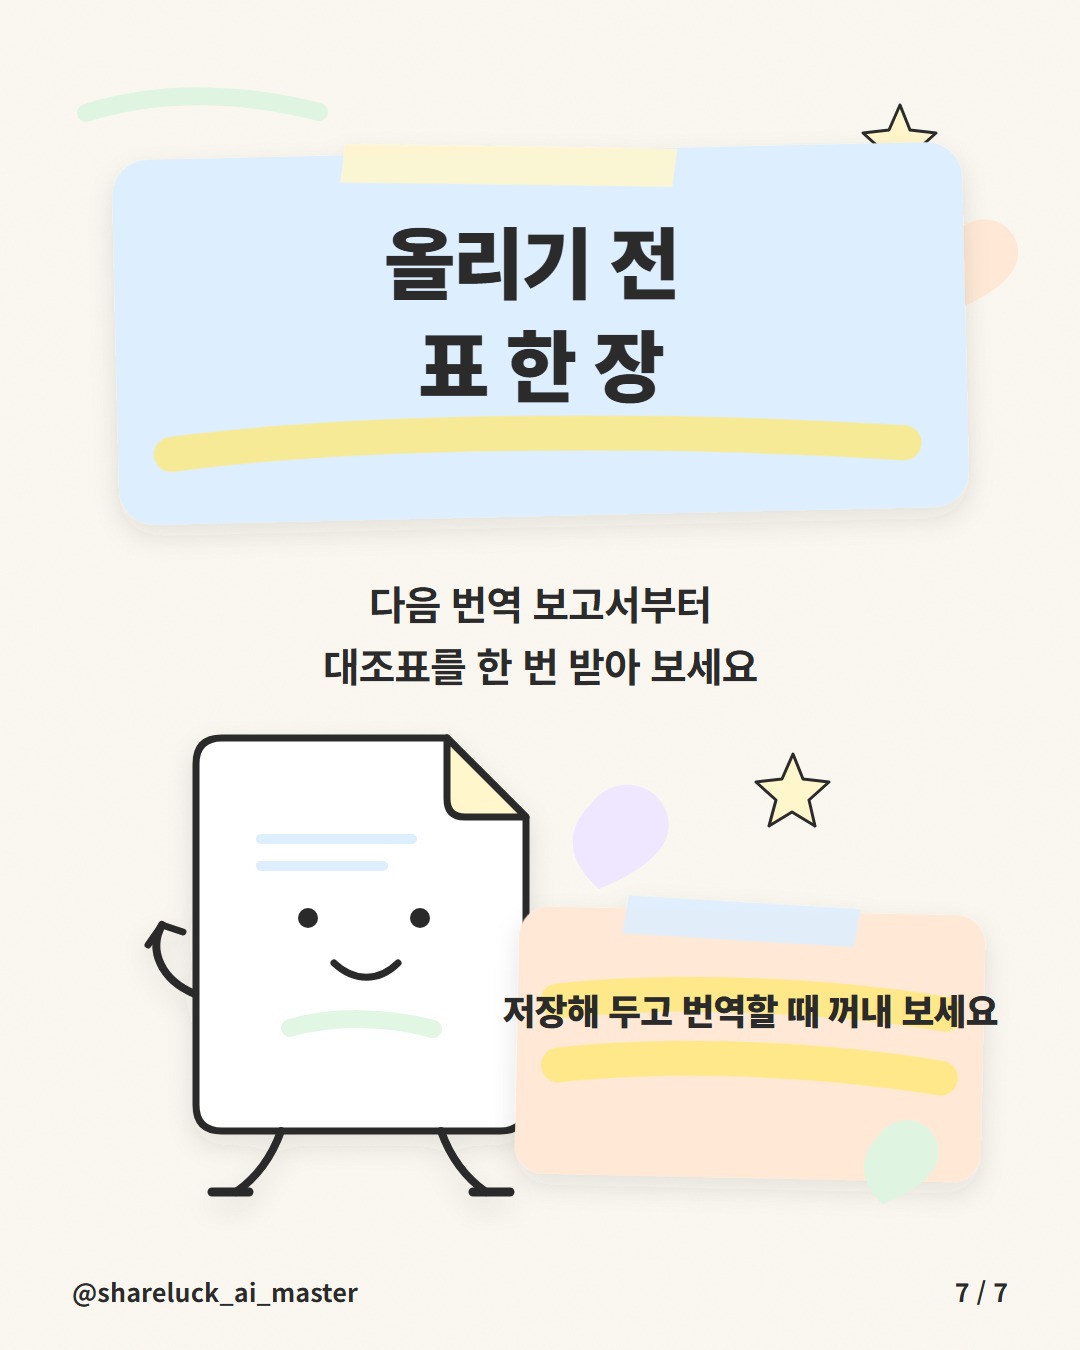 올리기 전
표 한 장
다음 번역 보고서부터
대조표를 한 번 받아 보세요
저장해 두고 번역할 때 꺼내 보세요
@shareluck_ai_master
7 / 7